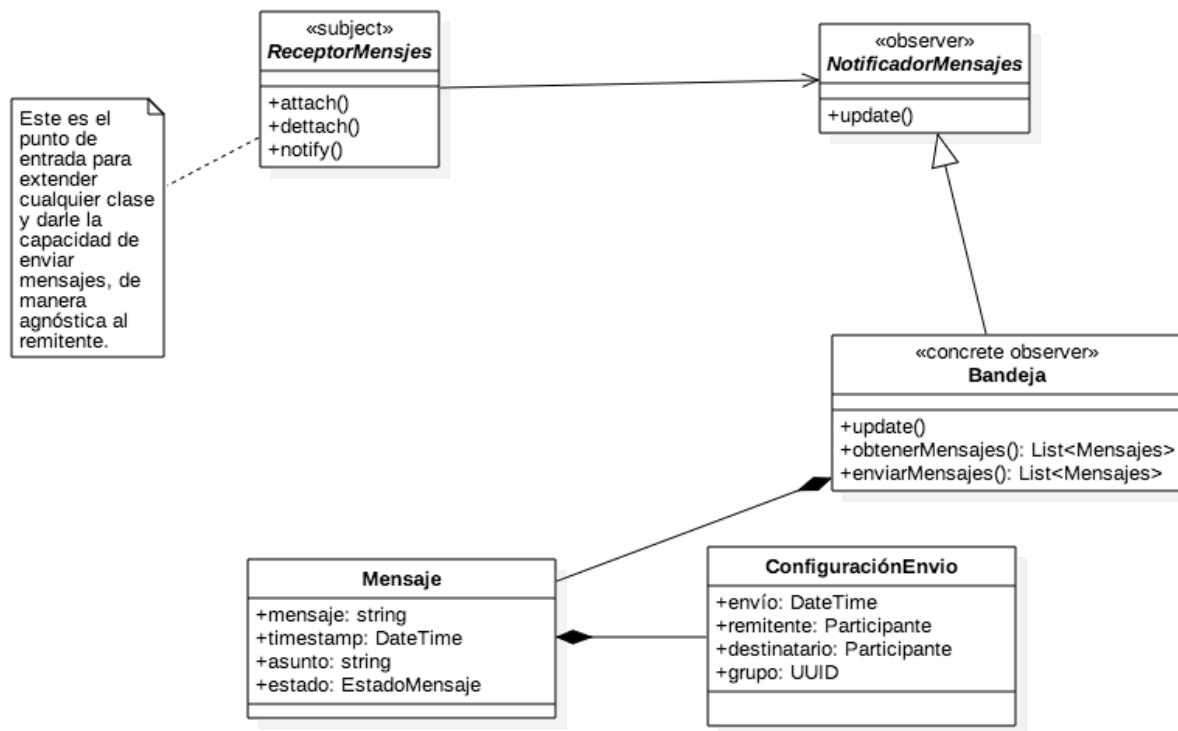 «subject»
ReceptorMensjes
+attach()
+dettach()
+notify()
«observer»
NotificadorMensajes
+update()
Este es el
punto de
entrada para
extender
cualquier clase
y darle la
capacidad de
enviar
mensajes, de
manera
agnóstica al
remitente.
«concrete observer»
Bandeja
+update()
+obtenerMensajes(): List<Mensajes>
+enviarMensajes(): List<Mensajes>
Mensaje
+mensaje: string
+timestamp: DateTime
+asunto: string
+estado: EstadoMensaje
ConfiguraciónEnvio
+envío: DateTime
+remitente: Participante
+destinatario: Participante
+grupo: UUID